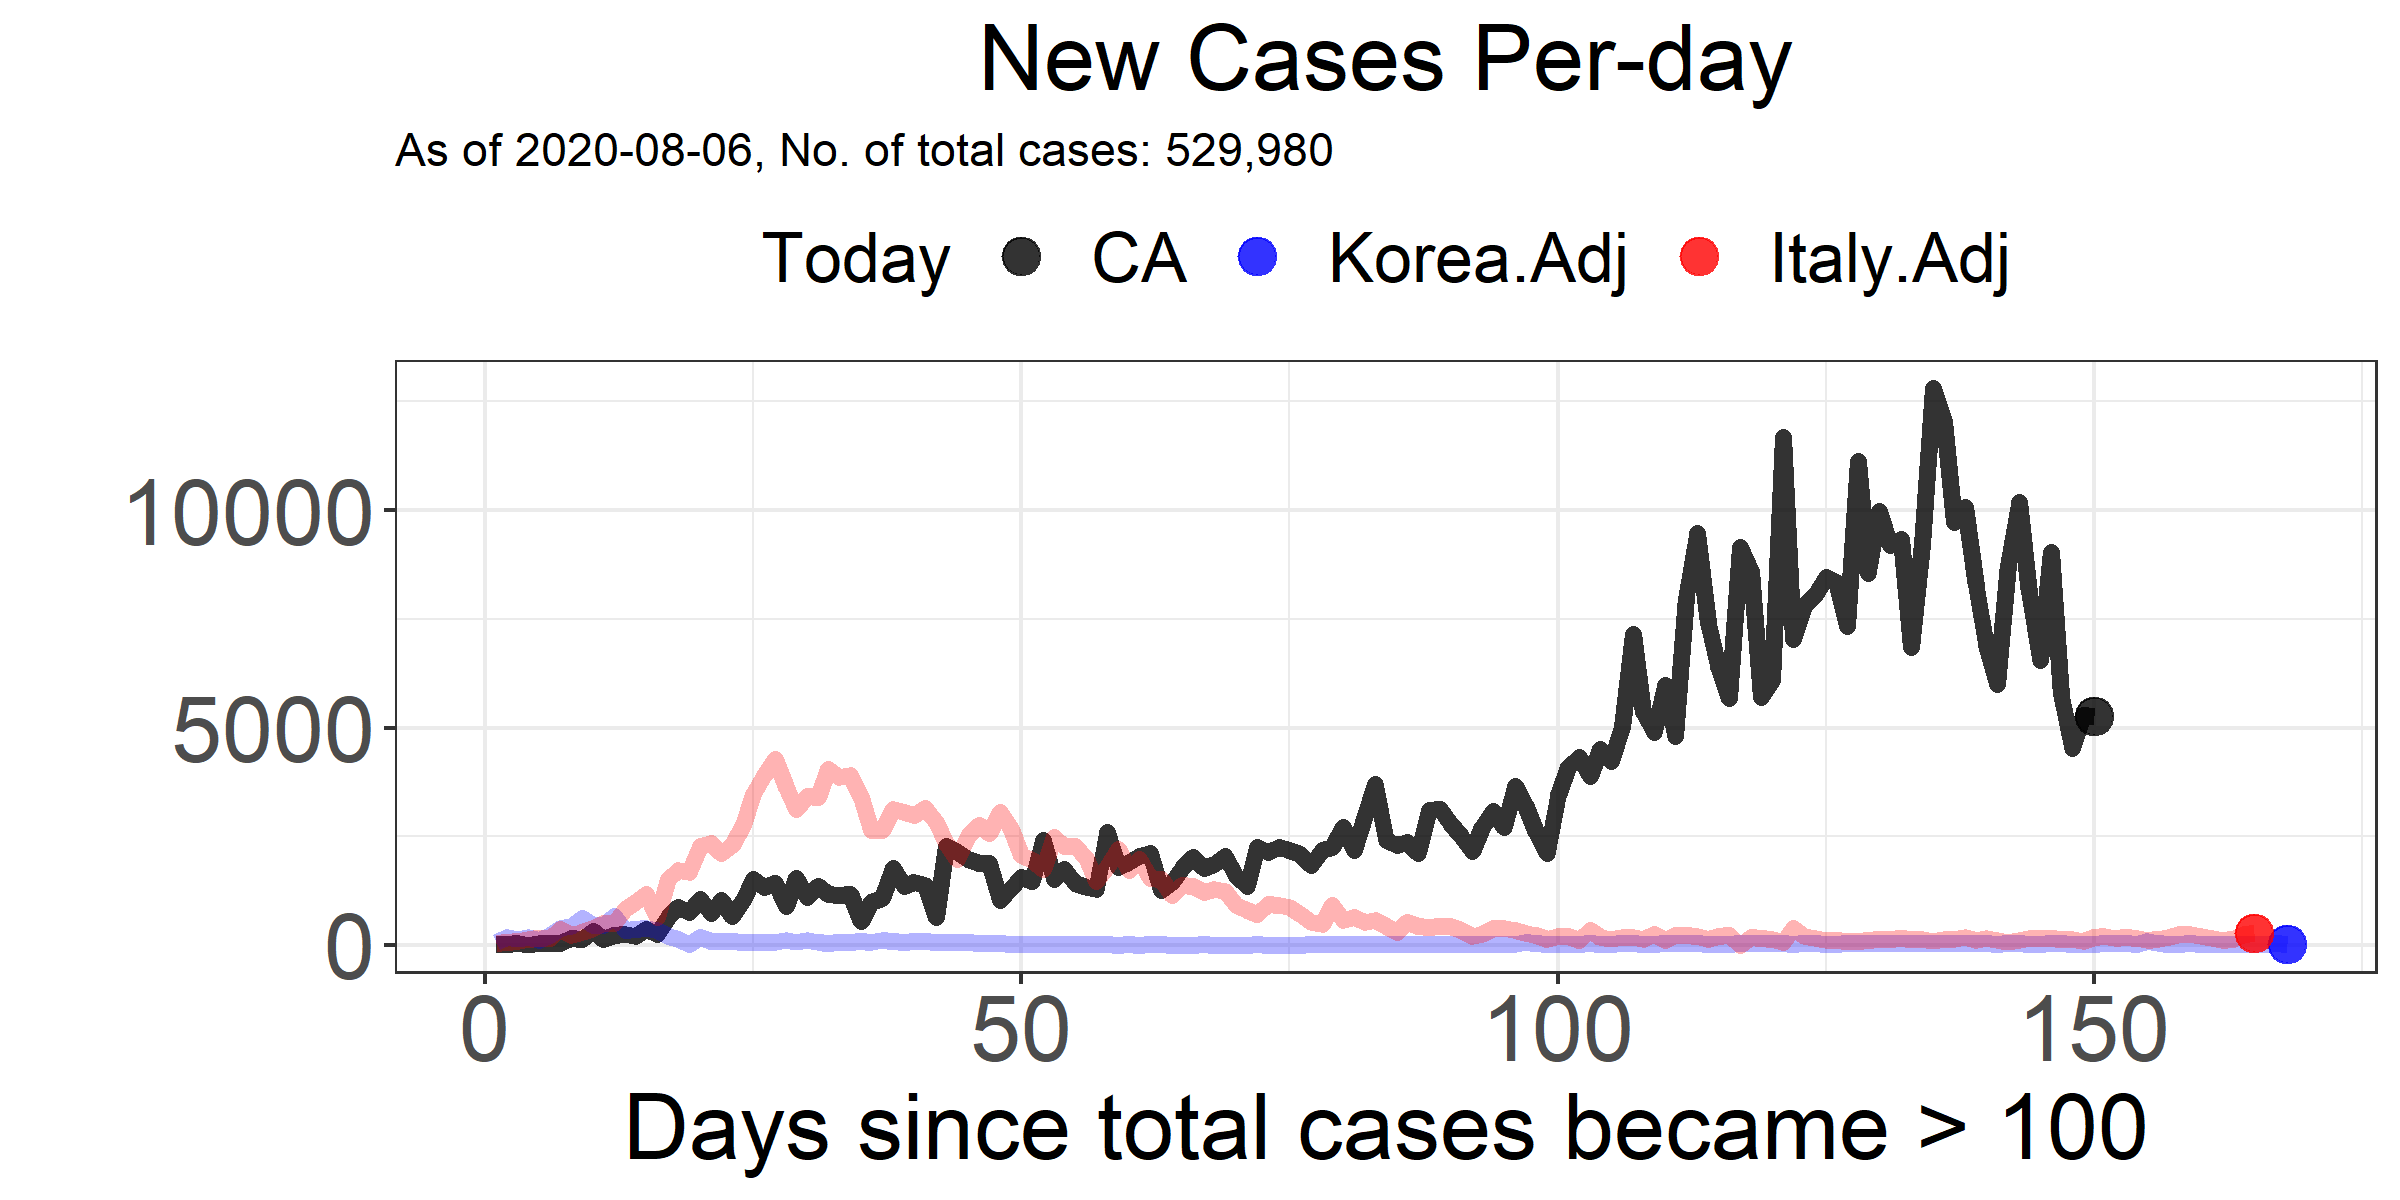 New Cases Per-day
As of 2020-08-06, No. of total cases: 529,980
Today CA Korea.Adj Italy.Adj
10000
5000
0
0 50 100 150
Days since total cases became > 100